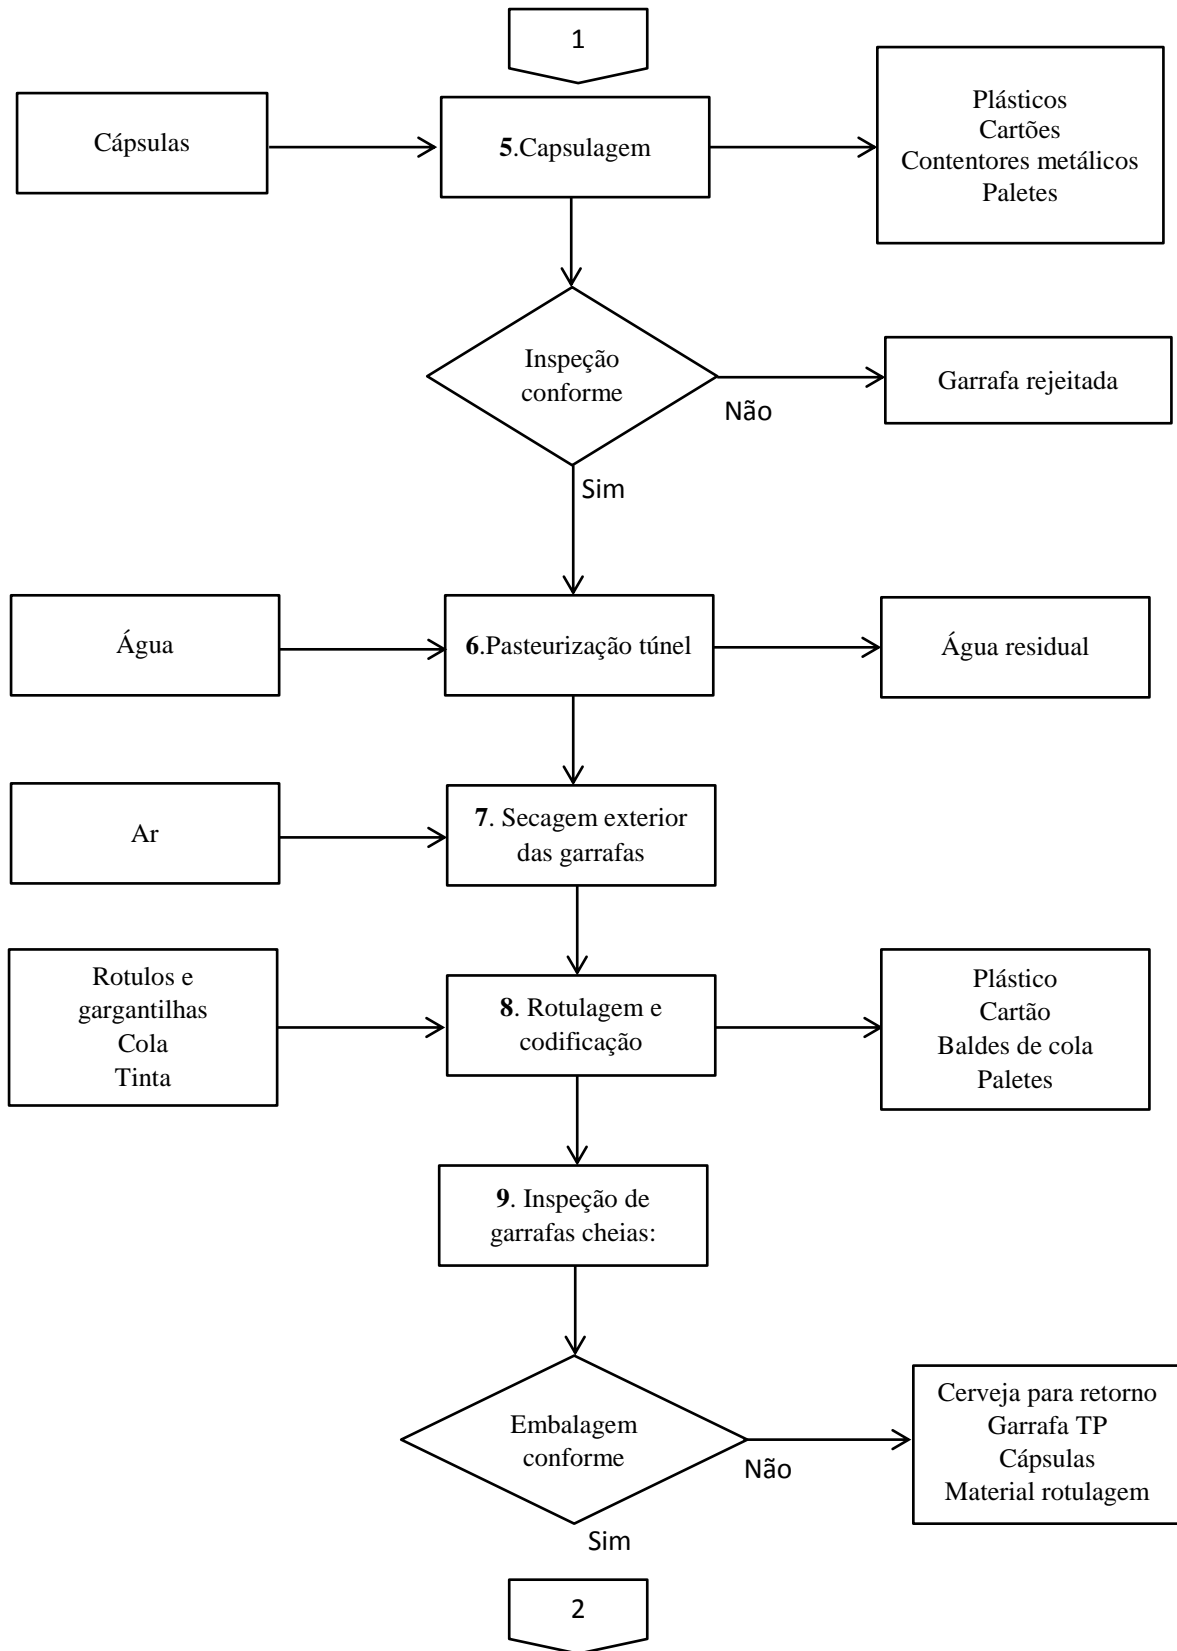 1
Cápsulas
5.Capsulagem
Plásticos
Cartões
Contentores metálicos
Paletes
Inspeção
conforme
Não
Garrafa rejeitada
Sim
Água
6.Pasteurização túnel
Água residual
Ar
7. Secagem exterior
das garrafas
Rotulos e
gargantilhas
Cola
Tinta
8. Rotulagem e
codificação
Plástico
Cartão
Baldes de cola
Paletes
9. Inspeção de
garrafas cheias:
Embalagem
conforme
Não
Cerveja para retorno
Garrafa TP
Cápsulas
Material rotulagem
Sim
2